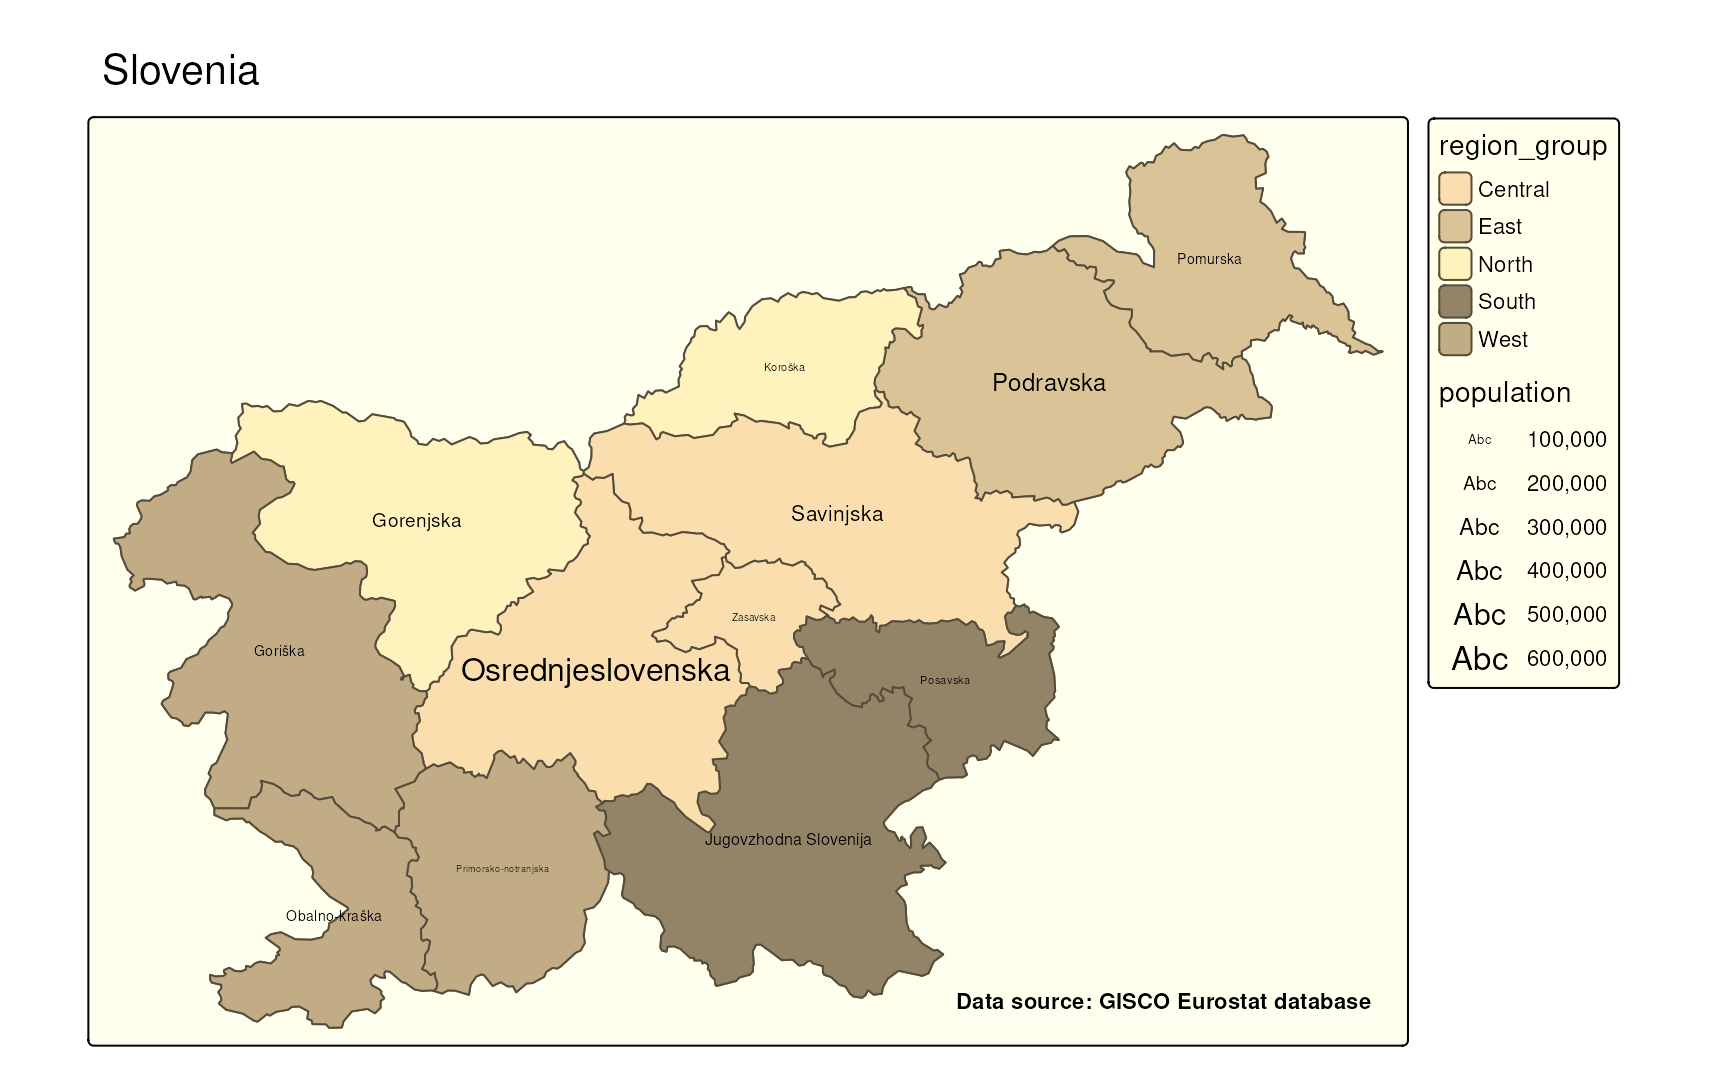 Slovenia
Pomurska
Koroška
Podravska
Gorenjska
Savinjska
Zasavska
Goriška
Osrednjeslovenska
Posavska
Jugovzhodna Slovenija
Primorsko-notranjska
Obalno-kraška
Data source: GISCO Eurostat database
region_group
Central
East
North
South
West
population
Abc 100,000
Abc 200,000
Abc 300,000
Abc 400,000
Abc 500,000
Abc 600,000